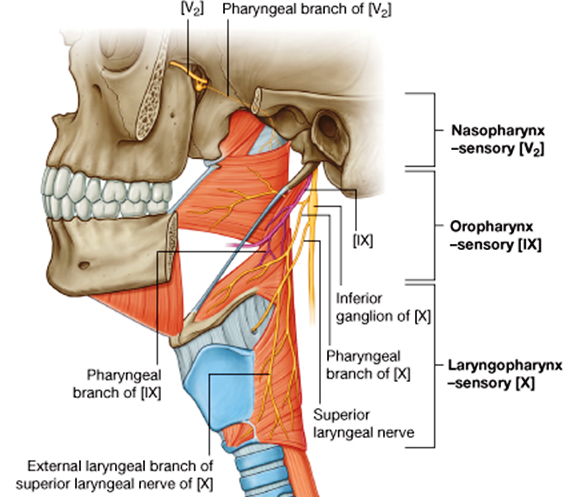 [V₂]
Pharyngeal branch of [V₂]
Nasopharynx
–sensory [V₂]
Oropharynx
–sensory [IX]
[IX]
Inferior
ganglion of [X]
Pharyngeal
branch of [X]
Laryngopharynx
–sensory [X]
Pharyngeal
branch of [IX]
Superior
laryngeal nerve
External laryngeal branch of
superior laryngeal nerve of [X]